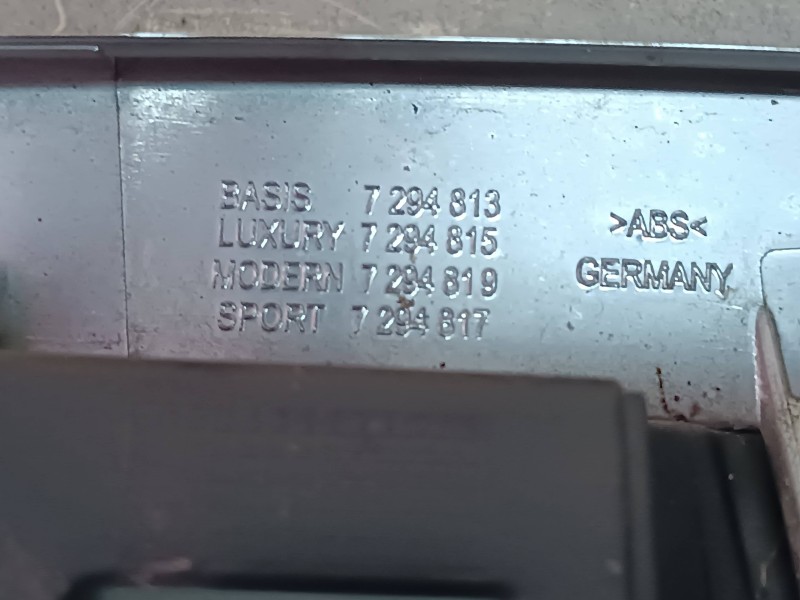 BASIS 7 294 813
LUXURY 7 294 815
MODERN 7 294 819
SPORT 7 294 817
>ABS<
GERMANY